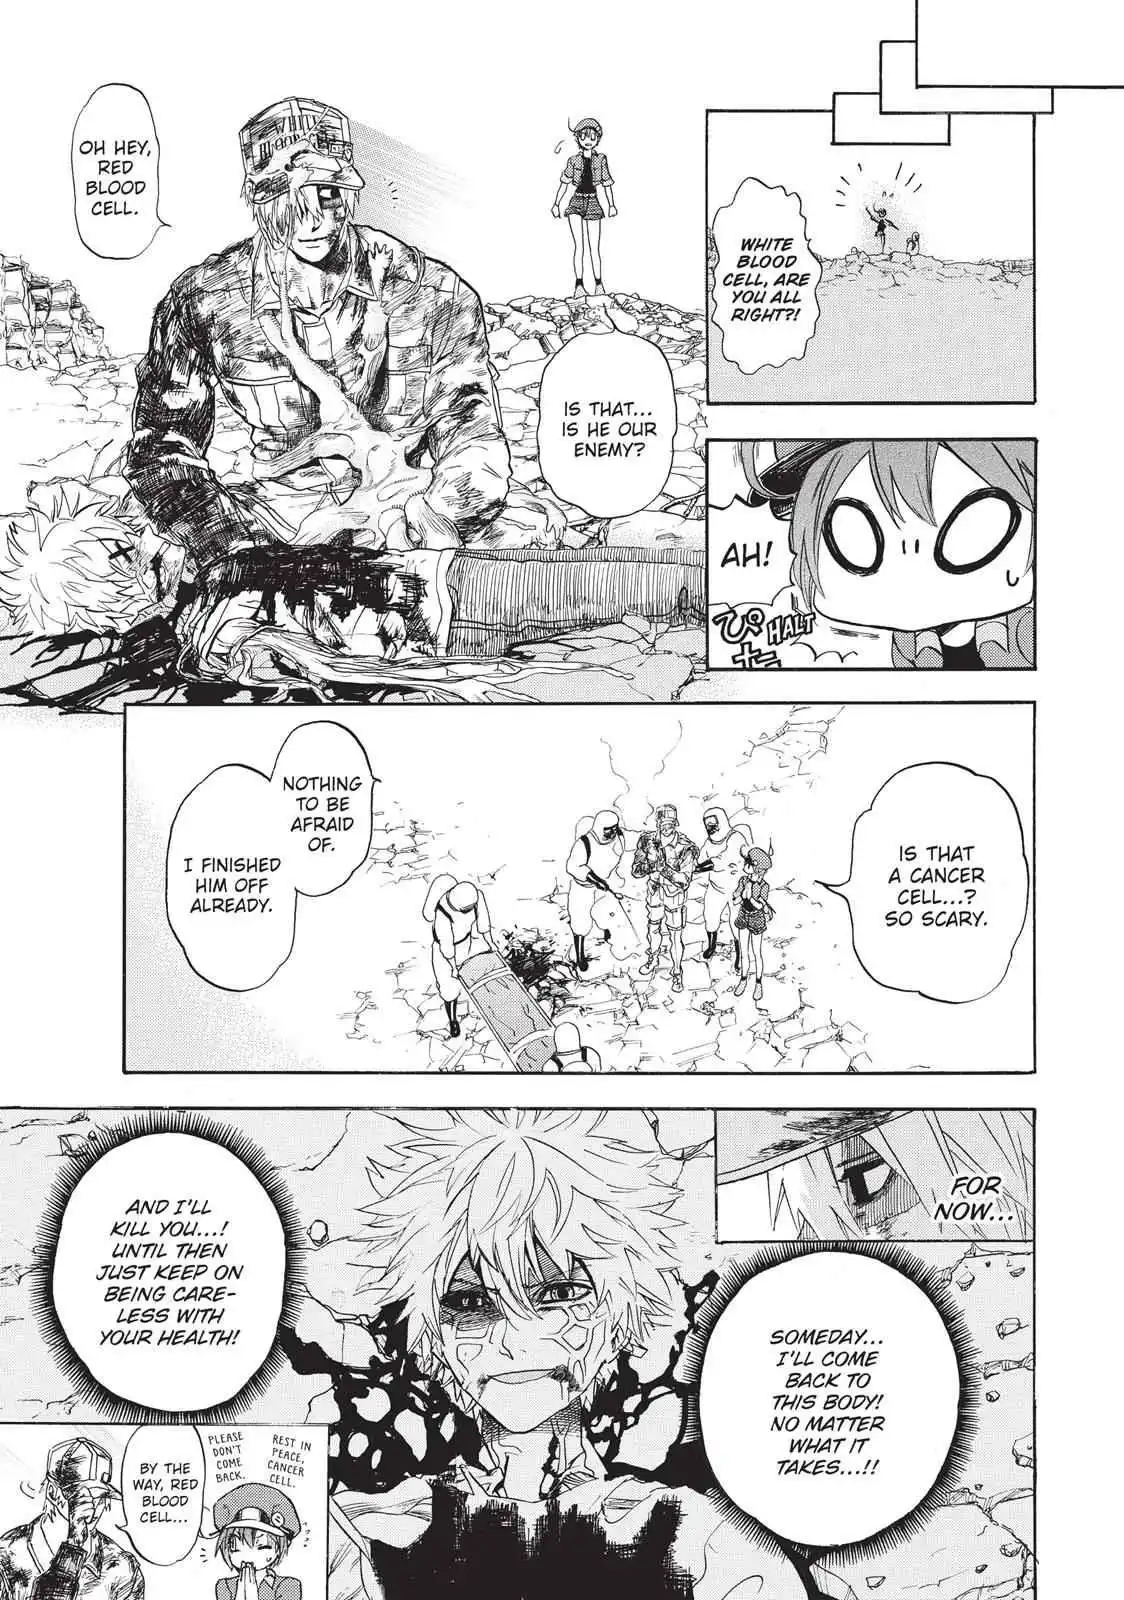 WHITE
BLOOD
CELL, ARE
YOU ALL
RIGHT?!
OH HEY,
RED
BLOOD
CELL.
IS THAT...
IS HE OUR
ENEMY?
AH!
ピキッ
HALT
IS THAT
A CANCER
CELL...?
SO SCARY.
NOTHING
TO BE
AFRAID
OF.
I FINISHED
HIM OFF
ALREADY.
FOR
NOW...
SOMEDAY...
I'LL COME
BACK TO
THIS BODY!
NO MATTER
WHAT IT
TAKES...!!
AND I'LL
KILL YOU...!
UNTIL THEN
JUST KEEP ON
BEING CARE-
LESS WITH
YOUR HEALTH!
REST IN
PEACE,
CANCER
CELL.
PLEASE
DON'T
COME
BACK.
BY THE
WAY, RED
BLOOD
CELL...